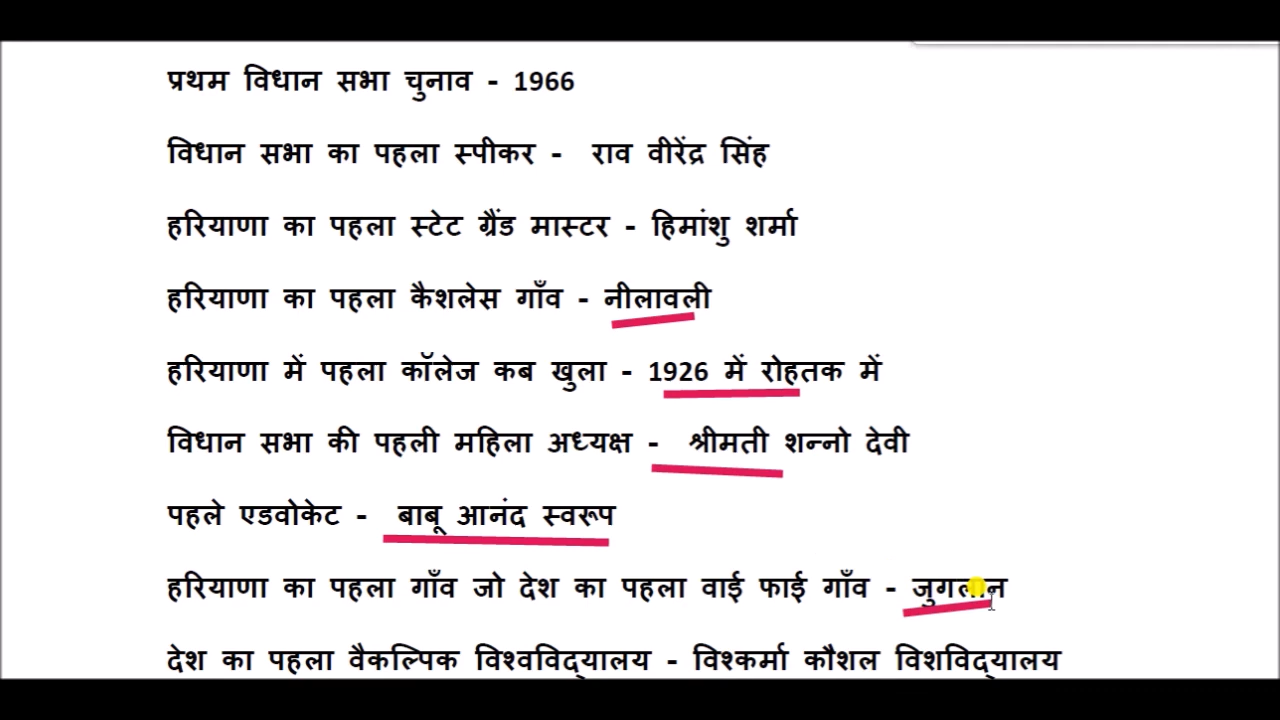 प्रथम विधान सभा चुनाव - 1966
विधान सभा का पहला स्पीकर - राव वीरेंद्र सिंह
हरियाणा का पहला स्टेट ग्रैंड मास्टर - हिमांशु शर्मा
हरियाणा का पहला कैशलेस गाँव - नीलावली
हरियाणा में पहला कॉलेज कब खुला - 1926 में रोहतक में
विधान सभा की पहली महिला अध्यक्ष - श्रीमती शन्नो देवी
पहले एडवोकेट - बाबू आनंद स्वरूप
हरियाणा का पहला गाँव जो देश का पहला वाई फाई गाँव - जुगलान
देश का पहला वैकल्पिक विश्वविद्यालय - विश्कर्मा कौशल विशविद्यालय